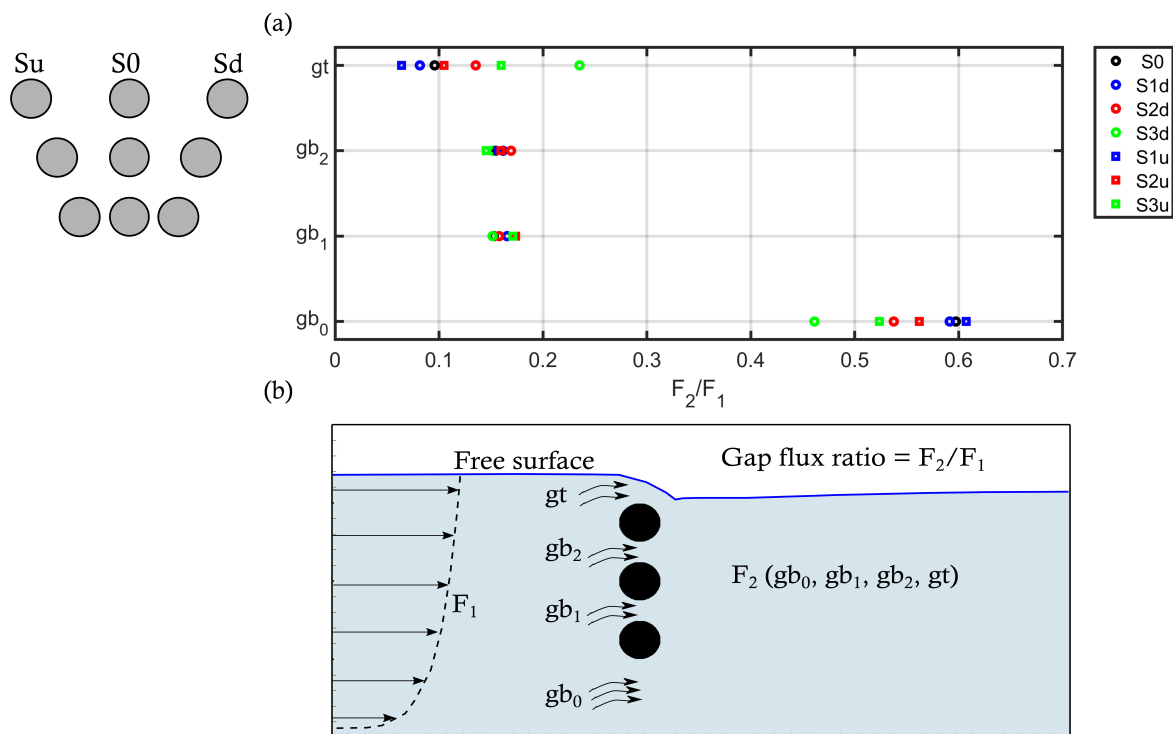 (a)
Su S0 Sd
gt
gb₂
gb₁
gb₀
0 0.1 0.2 0.3 0.4 0.5 0.6 0.7
F₂/F₁
S0
S1d
S2d
S3d
S1u
S2u
S3u
(b)
Free surface
Gap flux ratio = F₂/F₁
gt
gb₂
F₂ (gb₀, gb₁, gb₂, gt)
F₁
gb₁
gb₀